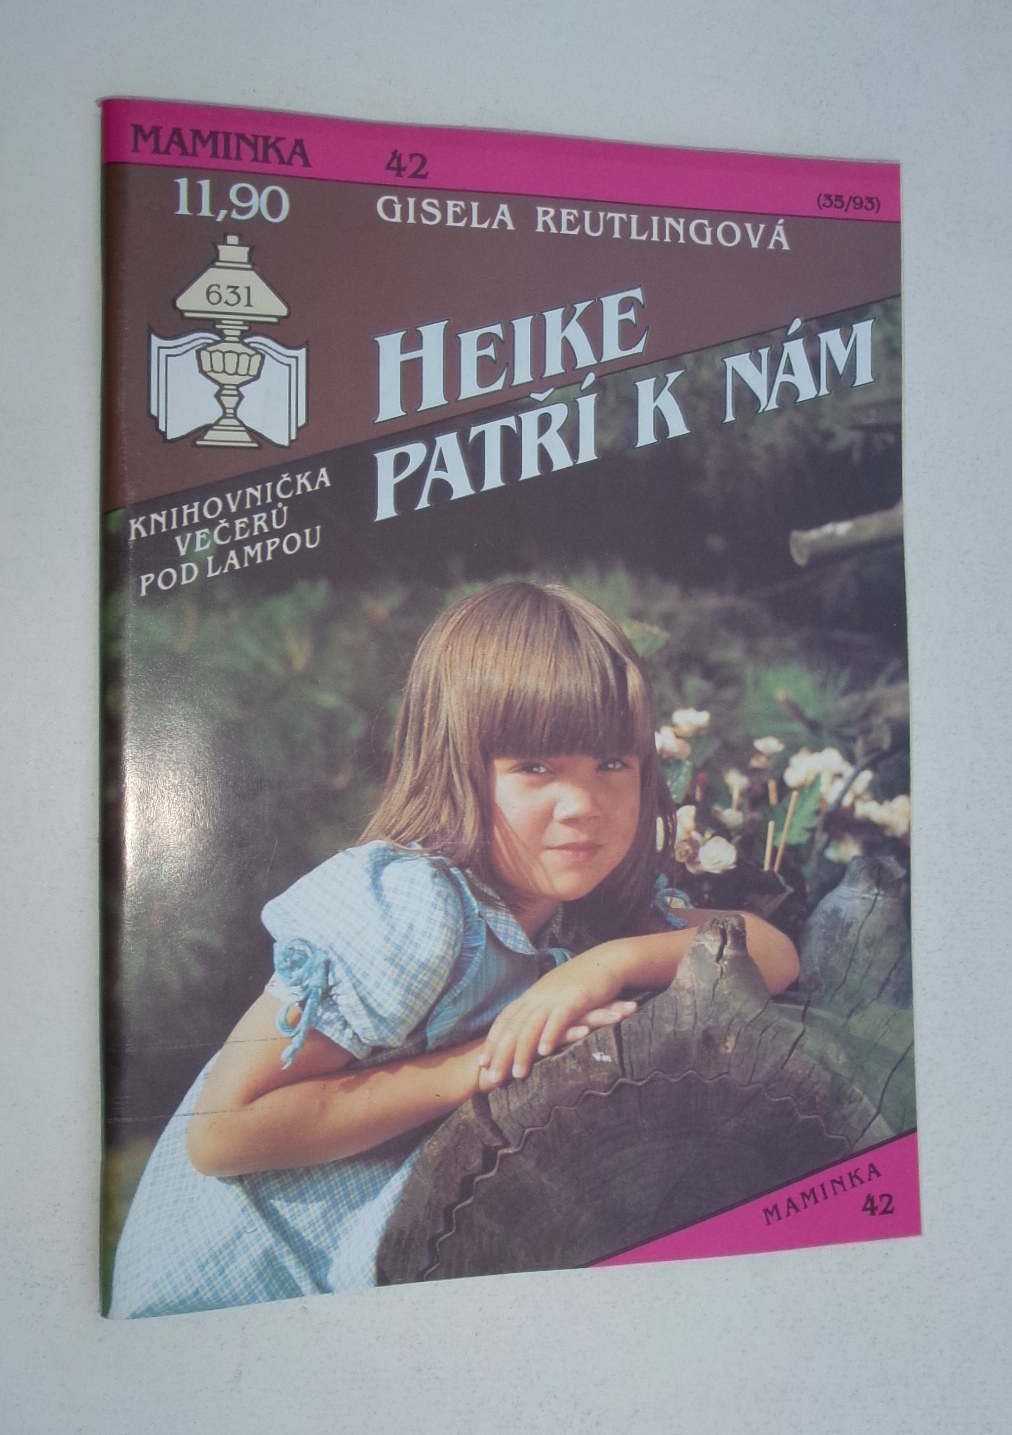 MAMINKA 42
(35/93)
11,90
GISELA REUTLINGOVÁ
631
HEIKE
PATŘÍ K NÁM
KNIHOVNIČKA
VEČERŮ
POD LAMPOU
MAMINKA
42